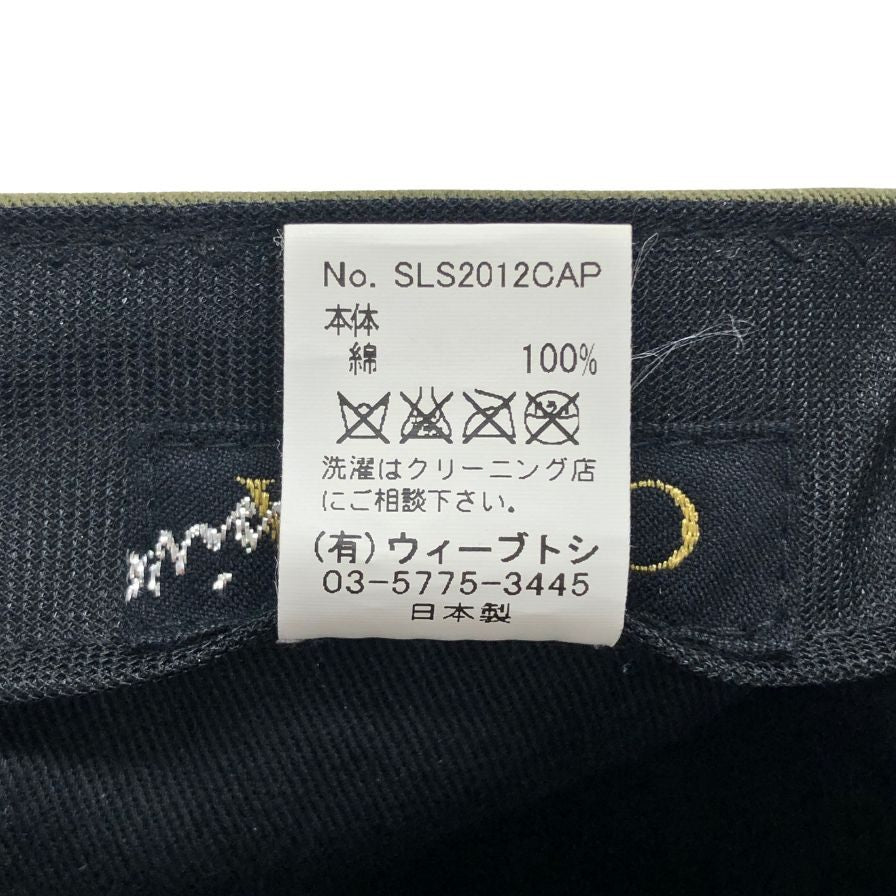 No. SLS2012CAP
本体
綿 100%
洗濯はクリーニング店
にご相談下さい。
(有)ウィーブトシ
03-5775-3445
日本製